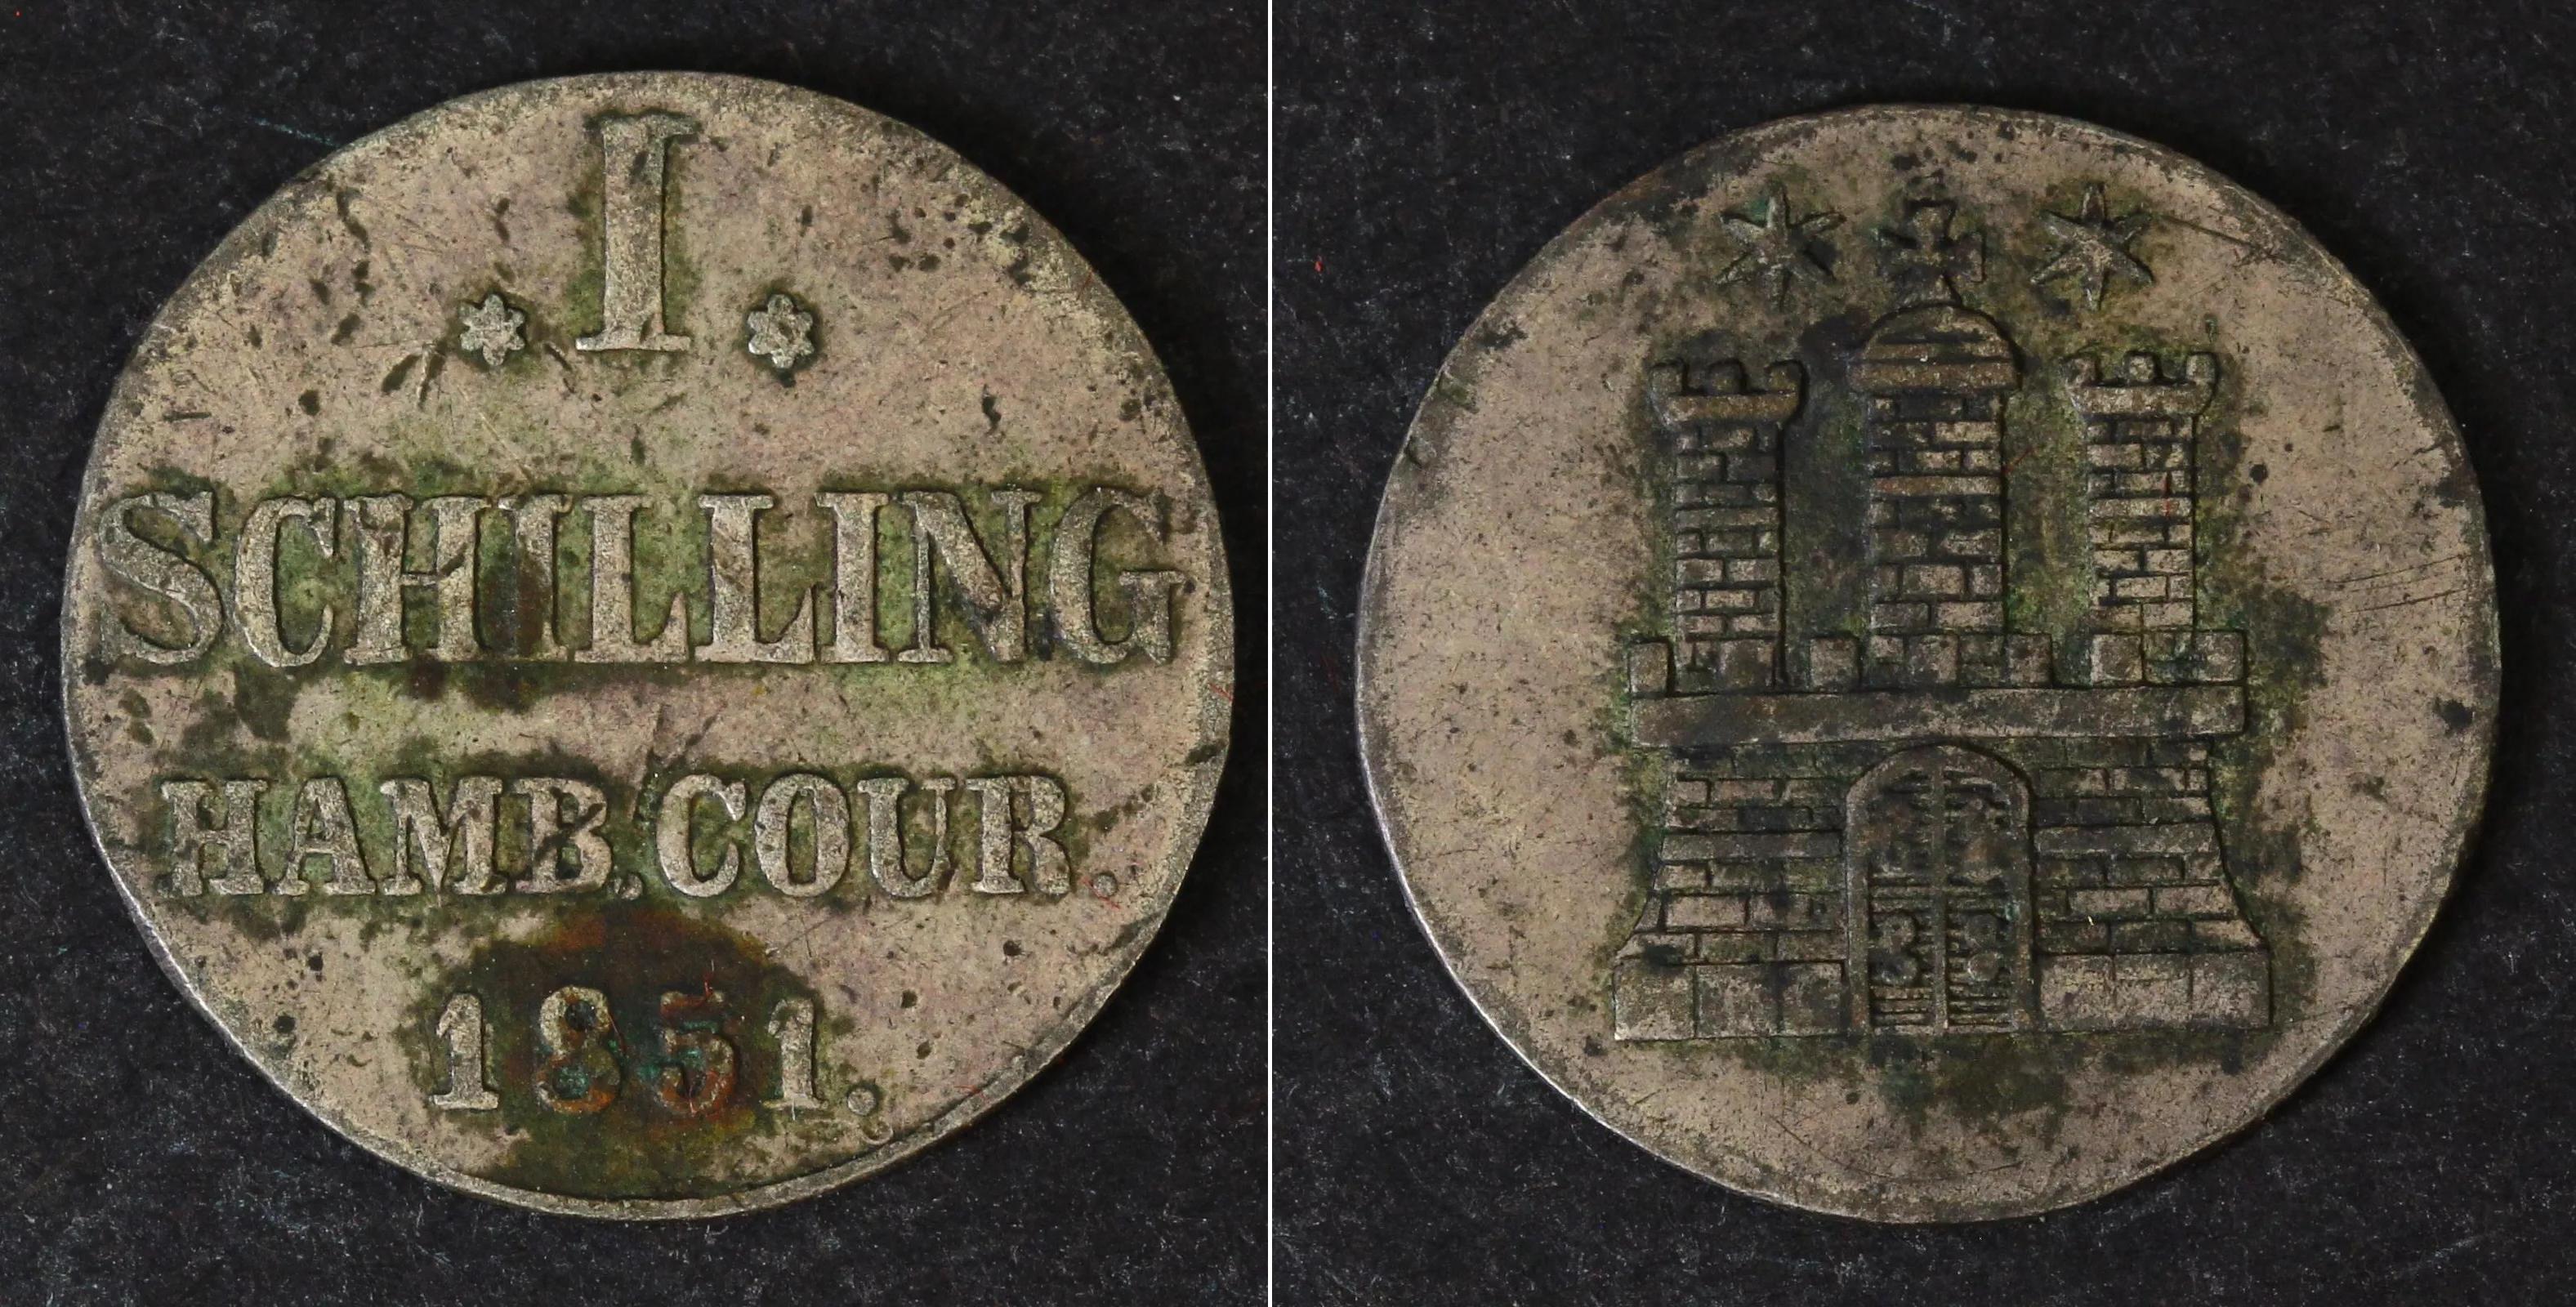 I
SCHILLING
HAMB. COUR.
1851.